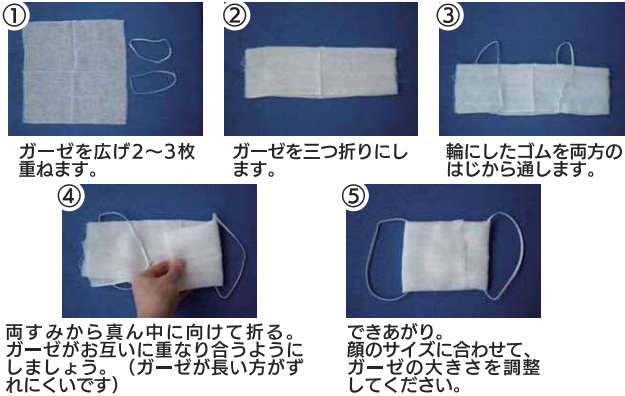 ①
ガーゼを広げ2～3枚
重ねます。
②
ガーゼを三つ折りにし
ます。
③
輪にしたゴムを両方の
はじから通します。
④
両すみから真ん中に向けて折る。
ガーゼがお互いに重なり合うように
しましょう。（ガーゼが長い方がず
れにくいです）
⑤
できあがり。
顔のサイズに合わせて、
ガーゼの大きさを調整
してください。